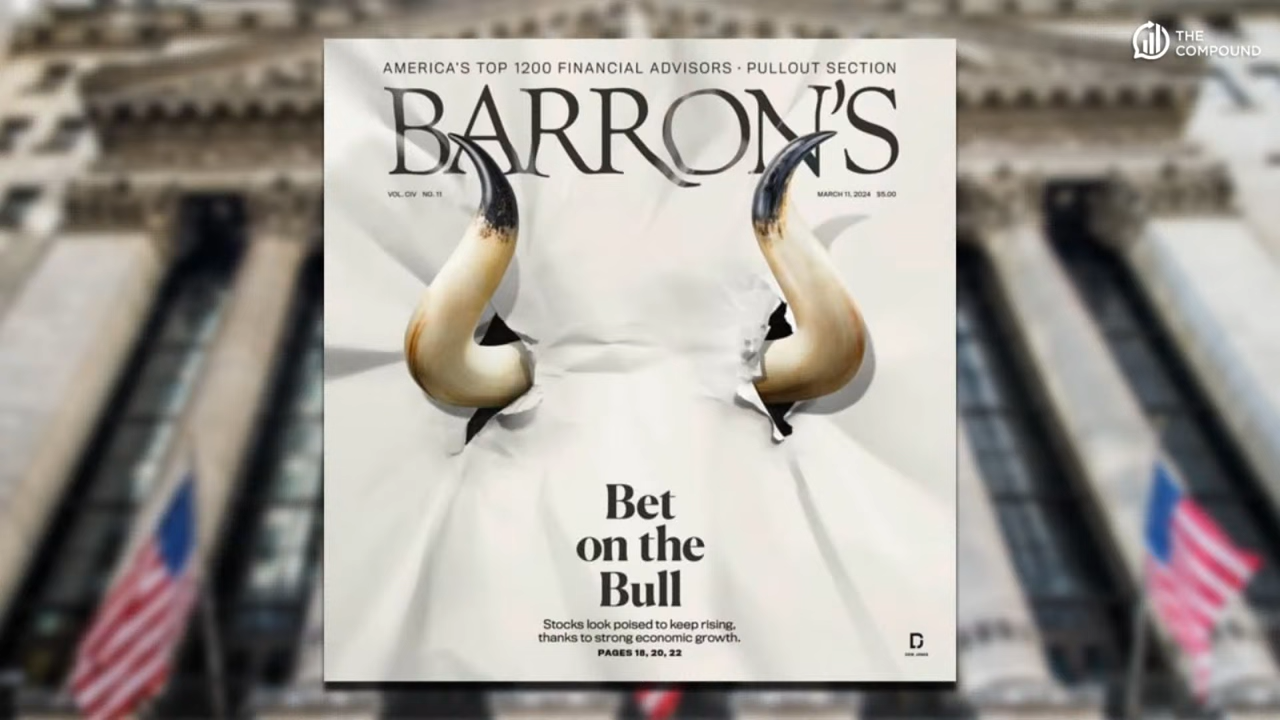 THE
COMPOUND
AMERICA'S TOP 1200 FINANCIAL ADVISORS · PULLOUT SECTION
BARRON'S
VOL. CIV NO. 11
MARCH 11, 2024 $5.00
Bet
on the
Bull
Stocks look poised to keep rising,
thanks to strong economic growth.
PAGES 18, 20, 22
DOW JONES